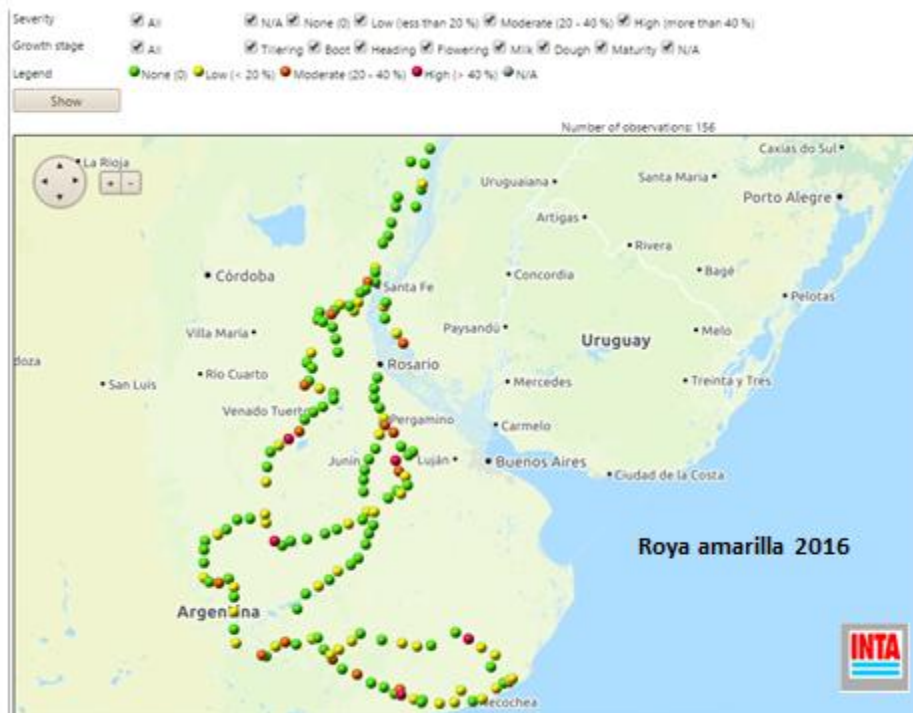 Severity All N/A None (0) Low (less than 20 %) Moderate (20 - 40 %) High (more than 40 %)
Growth stage All Tillering Boot Heading Flowering Milk Dough Maturity N/A
Legend None (0) Low (< 20 %) Moderate (20 - 40 %) High (> 40 %) N/A
Show
Number of observations: 156
La Rioja
Caxias do Sul
Uruguaiana
Santa Maria
Porto Alegre
Artigas
Rivera
Córdoba
Santa Fe
Concordia
Bagé
Pelotas
Villa María
Paysandú
Uruguay
Melo
doza
San Luis
Río Cuarto
Rosario
Mercedes
Treinta y Tres
Venado Tuerto
Pergamino
Carmelo
Junín
Luján
Buenos Aires
Ciudad de la Costa
Roya amarilla 2016
Argentina
INTA
Necochea